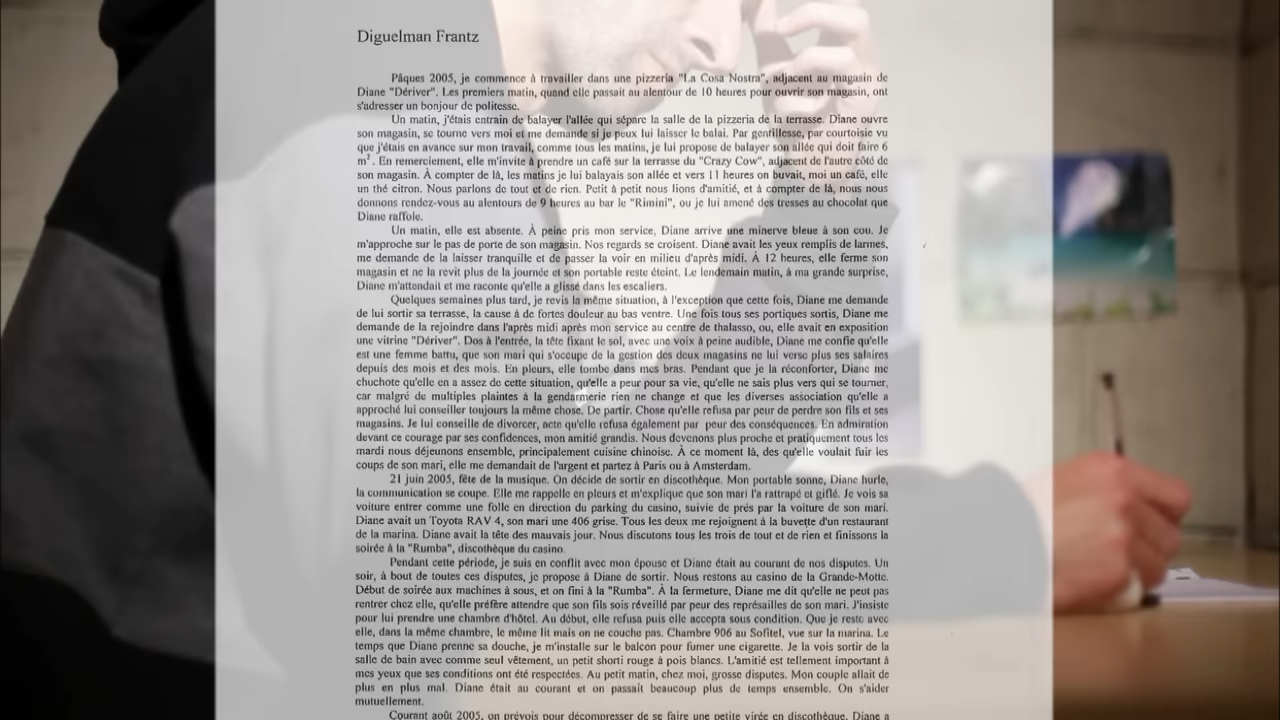 Diguelman Frantz
Pâques 2005, je commence à travailler dans une pizzeria "La Cosa Nostra", adjacent au magasin de
Diane "Dériver". Les premiers matin, quand elle passait au alentour de 10 heures pour ouvrir son magasin, ont
s'adresser un bonjour de politesse.
Un matin, j'étais entrain de balayer l'allée qui sépare la salle de la pizzeria de la terrasse. Diane ouvre
son magasin, se tourne vers moi et me demande si je peux lui laisser le balai. Par gentillesse, par courtoisie vu
que j'étais en avance sur mon travail, comme tous les matins, je lui propose de balayer son allée qui doit faire 6
m². En remerciement, elle m'invite à prendre un café sur la terrasse du "Crazy Cow", adjacent de l'autre côté de
son magasin. À compter de là, les matins je lui balayais son allée et vers 11 heures on buvait, moi un café, elle
un thé citron. Nous parlons de tout et de rien. Petit à petit nous lions d'amitié, et à compter de là, nous nous
donnons rendez-vous au alentours de 9 heures au bar le "Rimini", ou je lui amené des tresses au chocolat que
Diane raffole.
Un matin, elle est absente. À peine pris mon service, Diane arrive une minerve bleue à son cou. Je
m'approche sur le pas de porte de son magasin. Nos regards se croisent. Diane avait les yeux remplis de larmes,
me demande de la laisser tranquille et de passer la voir en milieu d'après midi. À 12 heures, elle ferme son
magasin et ne la revit plus de la journée et son portable reste éteint. Le lendemain matin, à ma grande surprise,
Diane m'attendait et me raconte qu'elle a glissé dans les escaliers.
Quelques semaines plus tard, je revis la même situation, à l'exception que cette fois, Diane me demande
de lui sortir sa terrasse, la cause à de fortes douleur au bas ventre. Une fois tous ses portiques sortis, Diane me
demande de la rejoindre dans l'après midi après mon service au centre de thalasso, ou, elle avait en exposition
une vitrine "Dériver". Dos à l'entrée, la tête fixant le sol, avec une voix à peine audible, Diane me confie qu'elle
est une femme battu, que son mari qui s'occupe de la gestion des deux magasins ne lui verse plus ses salaires
depuis des mois et des mois. En pleurs, elle tombe dans mes bras. Pendant que je la réconforter, Diane me
chuchote qu'elle en a assez de cette situation, qu'elle a peur pour sa vie, qu'elle ne sais plus vers qui se tourner,
car malgré de multiples plaintes à la gendarmerie rien ne change et que les diverses association qu'elle a
approché lui conseiller toujours la même chose. De partir. Chose qu'elle refusa par peur de perdre son fils et ses
magasins. Je lui conseille de divorcer, acte qu'elle refusa également par peur des conséquences. En admiration
devant ce courage par ses confidences, mon amitié grandis. Nous devenons plus proche et pratiquement tous les
mardi nous déjeunons ensemble, principalement cuisine chinoise. À ce moment là, des qu'elle voulait fuir les
coups de son mari, elle me demandait de l'argent et partez à Paris ou à Amsterdam.
21 juin 2005, fête de la musique. On décide de sortir en discothèque. Mon portable sonne, Diane hurle,
la communication se coupe. Elle me rappelle en pleurs et m'explique que son mari l'a rattrapé et giflé. Je vois sa
voiture entrer comme une folle en direction du parking du casino, suivie de prés par la voiture de son mari.
Diane avait un Toyota RAV 4, son mari une 406 grise. Tous les deux me rejoignent à la buvette d'un restaurant
de la marina. Diane avait la tête des mauvais jour. Nous discutons tous les trois de tout et de rien et finissons la
soirée à la "Rumba", discothèque du casino.
Pendant cette période, je suis en conflit avec mon épouse et Diane était au courant de nos disputes. Un
soir, à bout de toutes ces disputes, je propose à Diane de sortir. Nous restons au casino de la Grande-Motte.
Début de soirée aux machines à sous, et on fini à la "Rumba". À la fermeture, Diane me dit qu'elle ne peut pas
rentrer chez elle, qu'elle préfère attendre que son fils sois réveillé par peur des représailles de son mari. J'insiste
pour lui prendre une chambre d'hôtel. Au début, elle refusa puis elle accepta sous condition. Que je reste avec
elle, dans la même chambre, le même lit mais on ne couche pas. Chambre 906 au Sofitel, vue sur la marina. Le
temps que Diane prenne sa douche, je m'installe sur le balcon pour fumer une cigarette. Je la vois sortir de la
salle de bain avec comme seul vêtement, un petit shorti rouge à pois blancs. L'amitié est tellement important à
mes yeux que ses conditions ont été respectées. Au petit matin, chez moi, grosse disputes. Mon couple allait de
plus en plus mal. Diane était au courant et on passait beaucoup plus de temps ensemble. On s'aider
mutuellement.
Courant août 2005, on prévois pour décompresser de se faire une petite virée en discothèque. Diane a